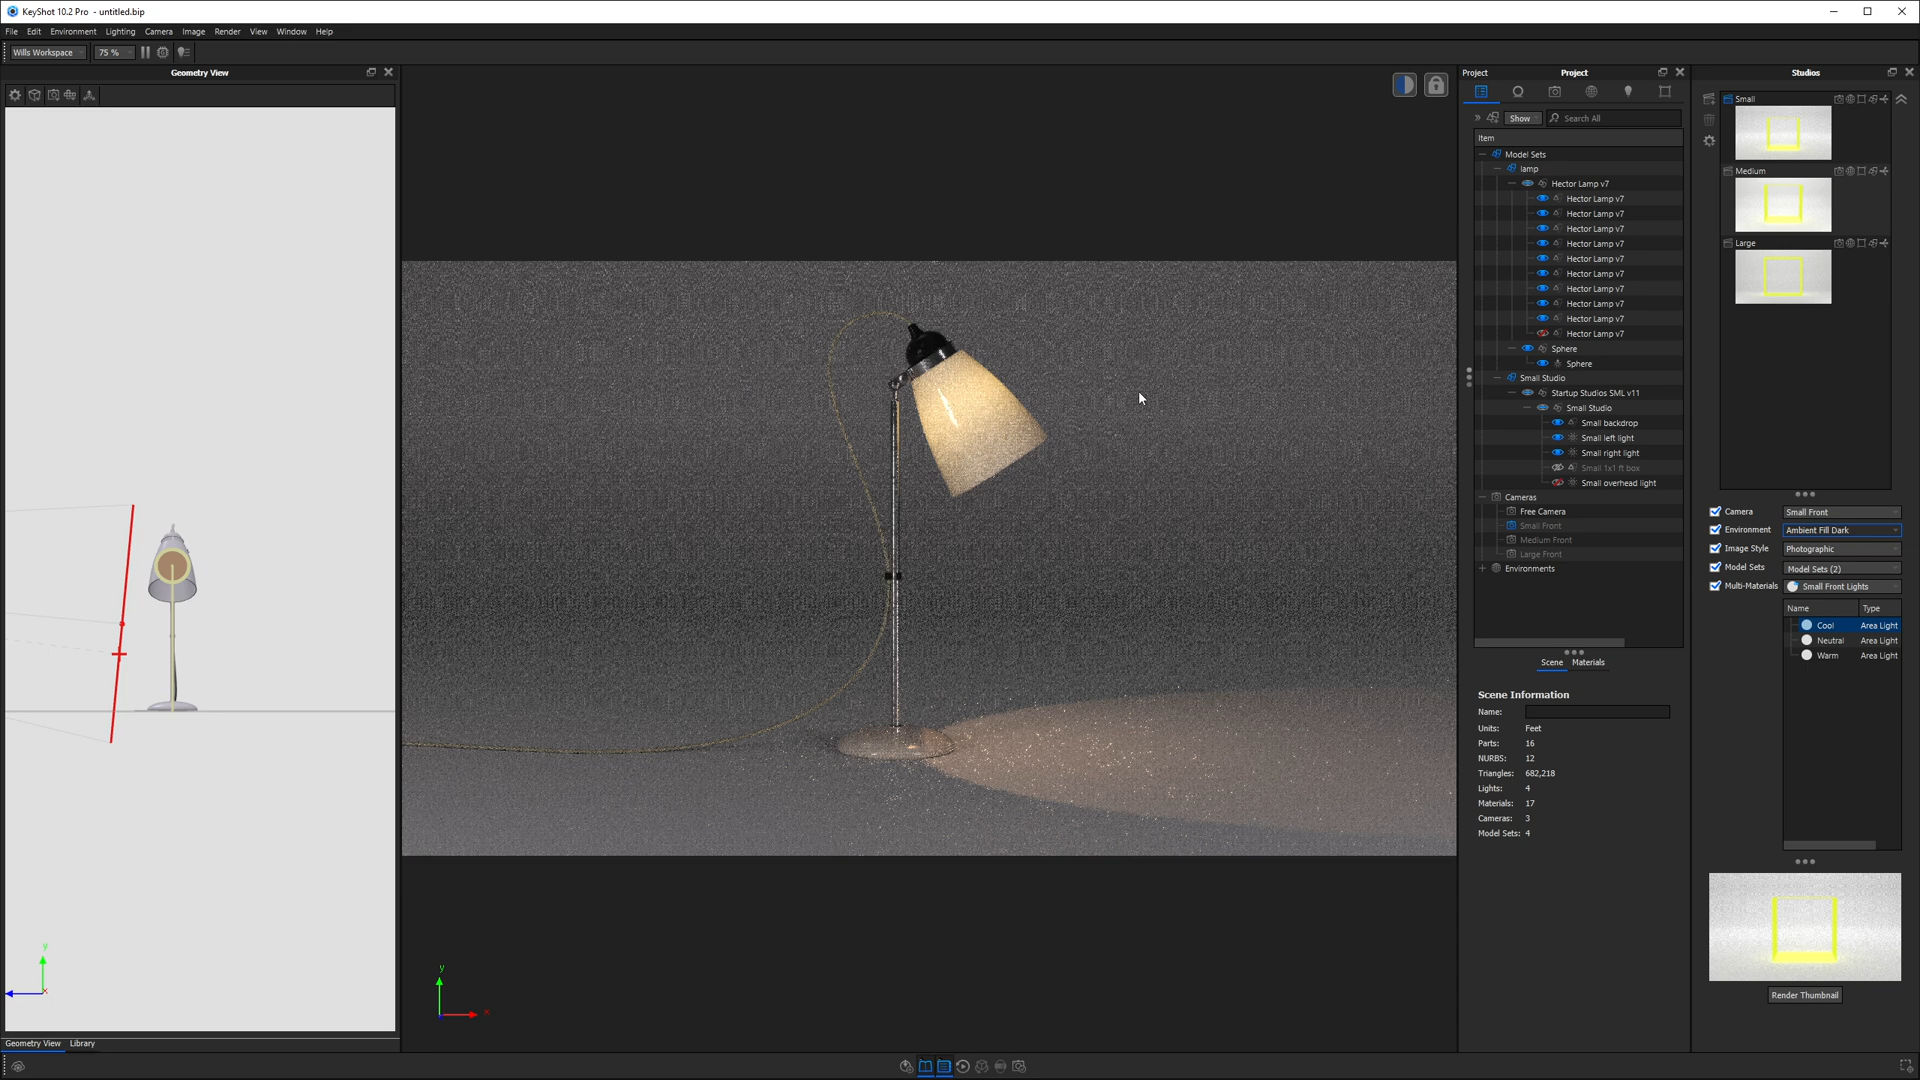 KeyShot 10.2 Pro - untitled.bip
File Edit Environment Lighting Camera Image Render View Window Help
Wills Workspace 75 %
Geometry View
Project Project
Studios
Show Search All
Item
Model Sets
lamp
Hector Lamp v7
Hector Lamp v7
Hector Lamp v7
Hector Lamp v7
Hector Lamp v7
Hector Lamp v7
Hector Lamp v7
Hector Lamp v7
Hector Lamp v7
Hector Lamp v7
Hector Lamp v7
Sphere
Sphere
Small Studio
Startup Studios SML v11
Small Studio
Small backdrop
Small left light
Small right light
Small 1x1 ft box
Small overhead light
Cameras
Free Camera
Small Front
Medium Front
Large Front
Environments
Scene Materials
Scene Information
Name:
Units: Feet
Parts: 16
NURBS: 12
Triangles: 682,218
Lights: 4
Materials: 17
Cameras: 3
Model Sets: 4
Small
Medium
Large
Camera Small Front
Environment Ambient Fill Dark
Image Style Photographic
Model Sets Model Sets (2)
Multi-Materials Small Front Lights
Name Type
Cool Area Light
Neutral Area Light
Warm Area Light
Render Thumbnail
y
y
x
x
Geometry View Library